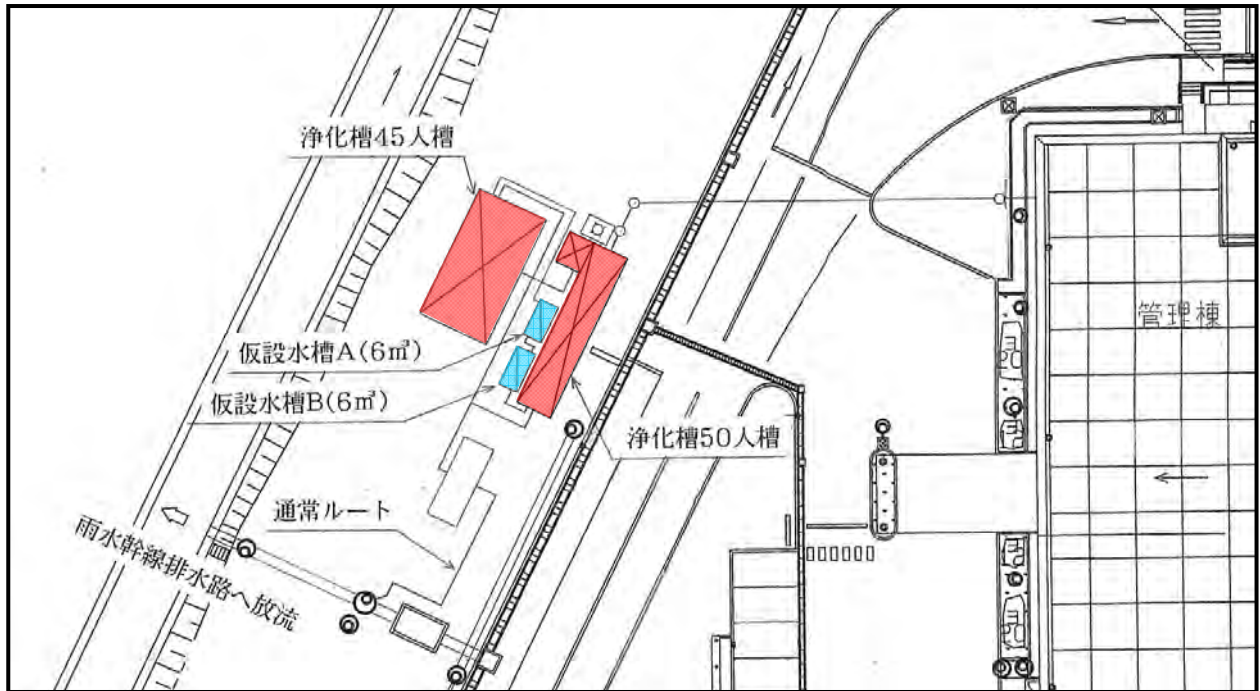 浄化槽45人槽
管理棟
仮設水槽A(6㎥)
仮設水槽B(6㎥)
浄化槽50人槽
通常ルート
雨水幹線排水路へ放流